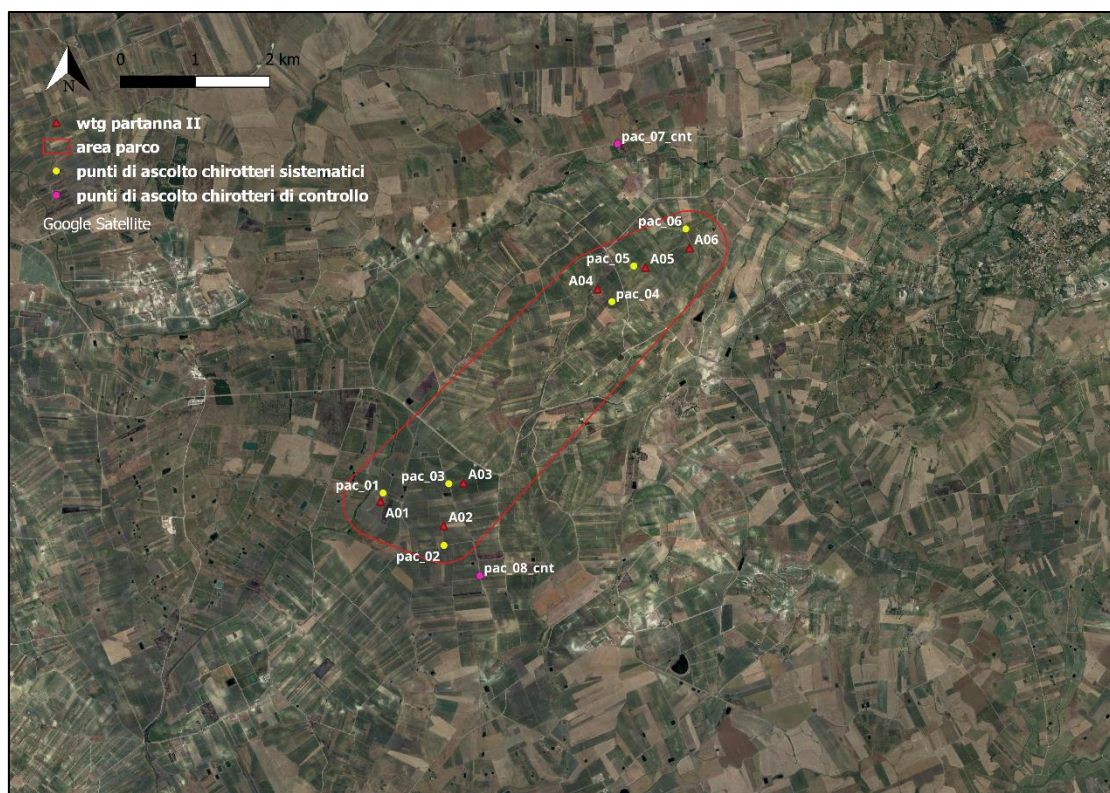 N
0 1 2 km
wtg partanna II
area parco
punti di ascolto chirotteri sistematici
punti di ascolto chirotteri di controllo
Google Satellite
pac_07_cnt
pac_06
A06
pac_05
A05
A04
pac_04
pac_03
A03
pac_01
A01
A02
pac_02
pac_08_cnt